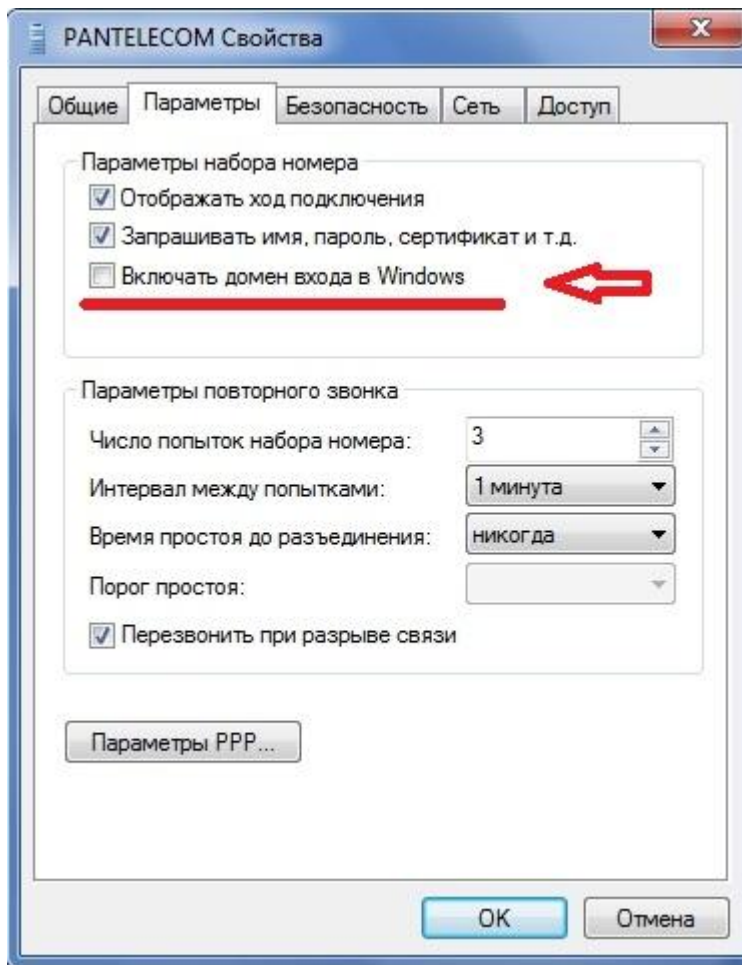 PANTELECOM Свойства
Общие Параметры Безопасность Сеть Доступ
Параметры набора номера
Отображать ход подключения
Запрашивать имя, пароль, сертификат и т.д.
Включать домен входа в Windows
Параметры повторного звонка
Число попыток набора номера: 3
Интервал между попытками: 1 минута
Время простоя до разъединения: никогда
Порог простоя:
Перезвонить при разрыве связи
Параметры PPP...
OK Отмена